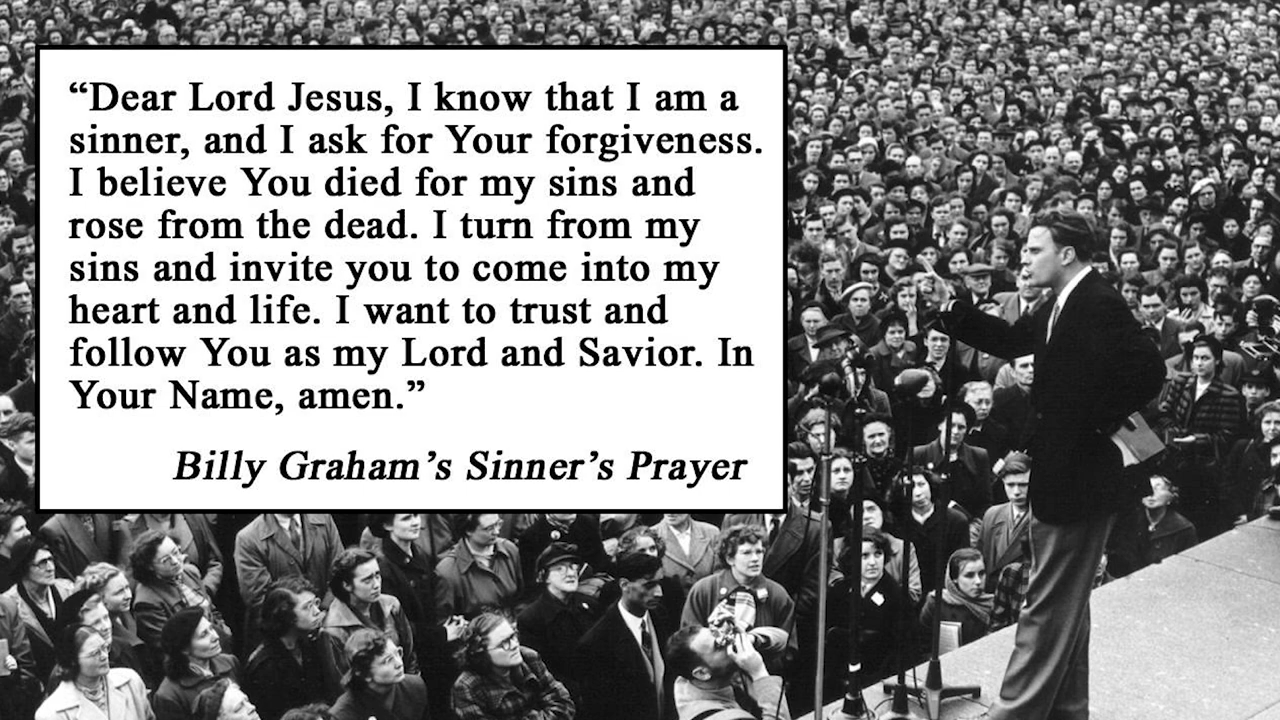 “Dear Lord Jesus, I know that I am a
sinner, and I ask for Your forgiveness.
I believe You died for my sins and
rose from the dead. I turn from my
sins and invite you to come into my
heart and life. I want to trust and
follow You as my Lord and Savior. In
Your Name, amen.”
Billy Graham’s Sinner’s Prayer